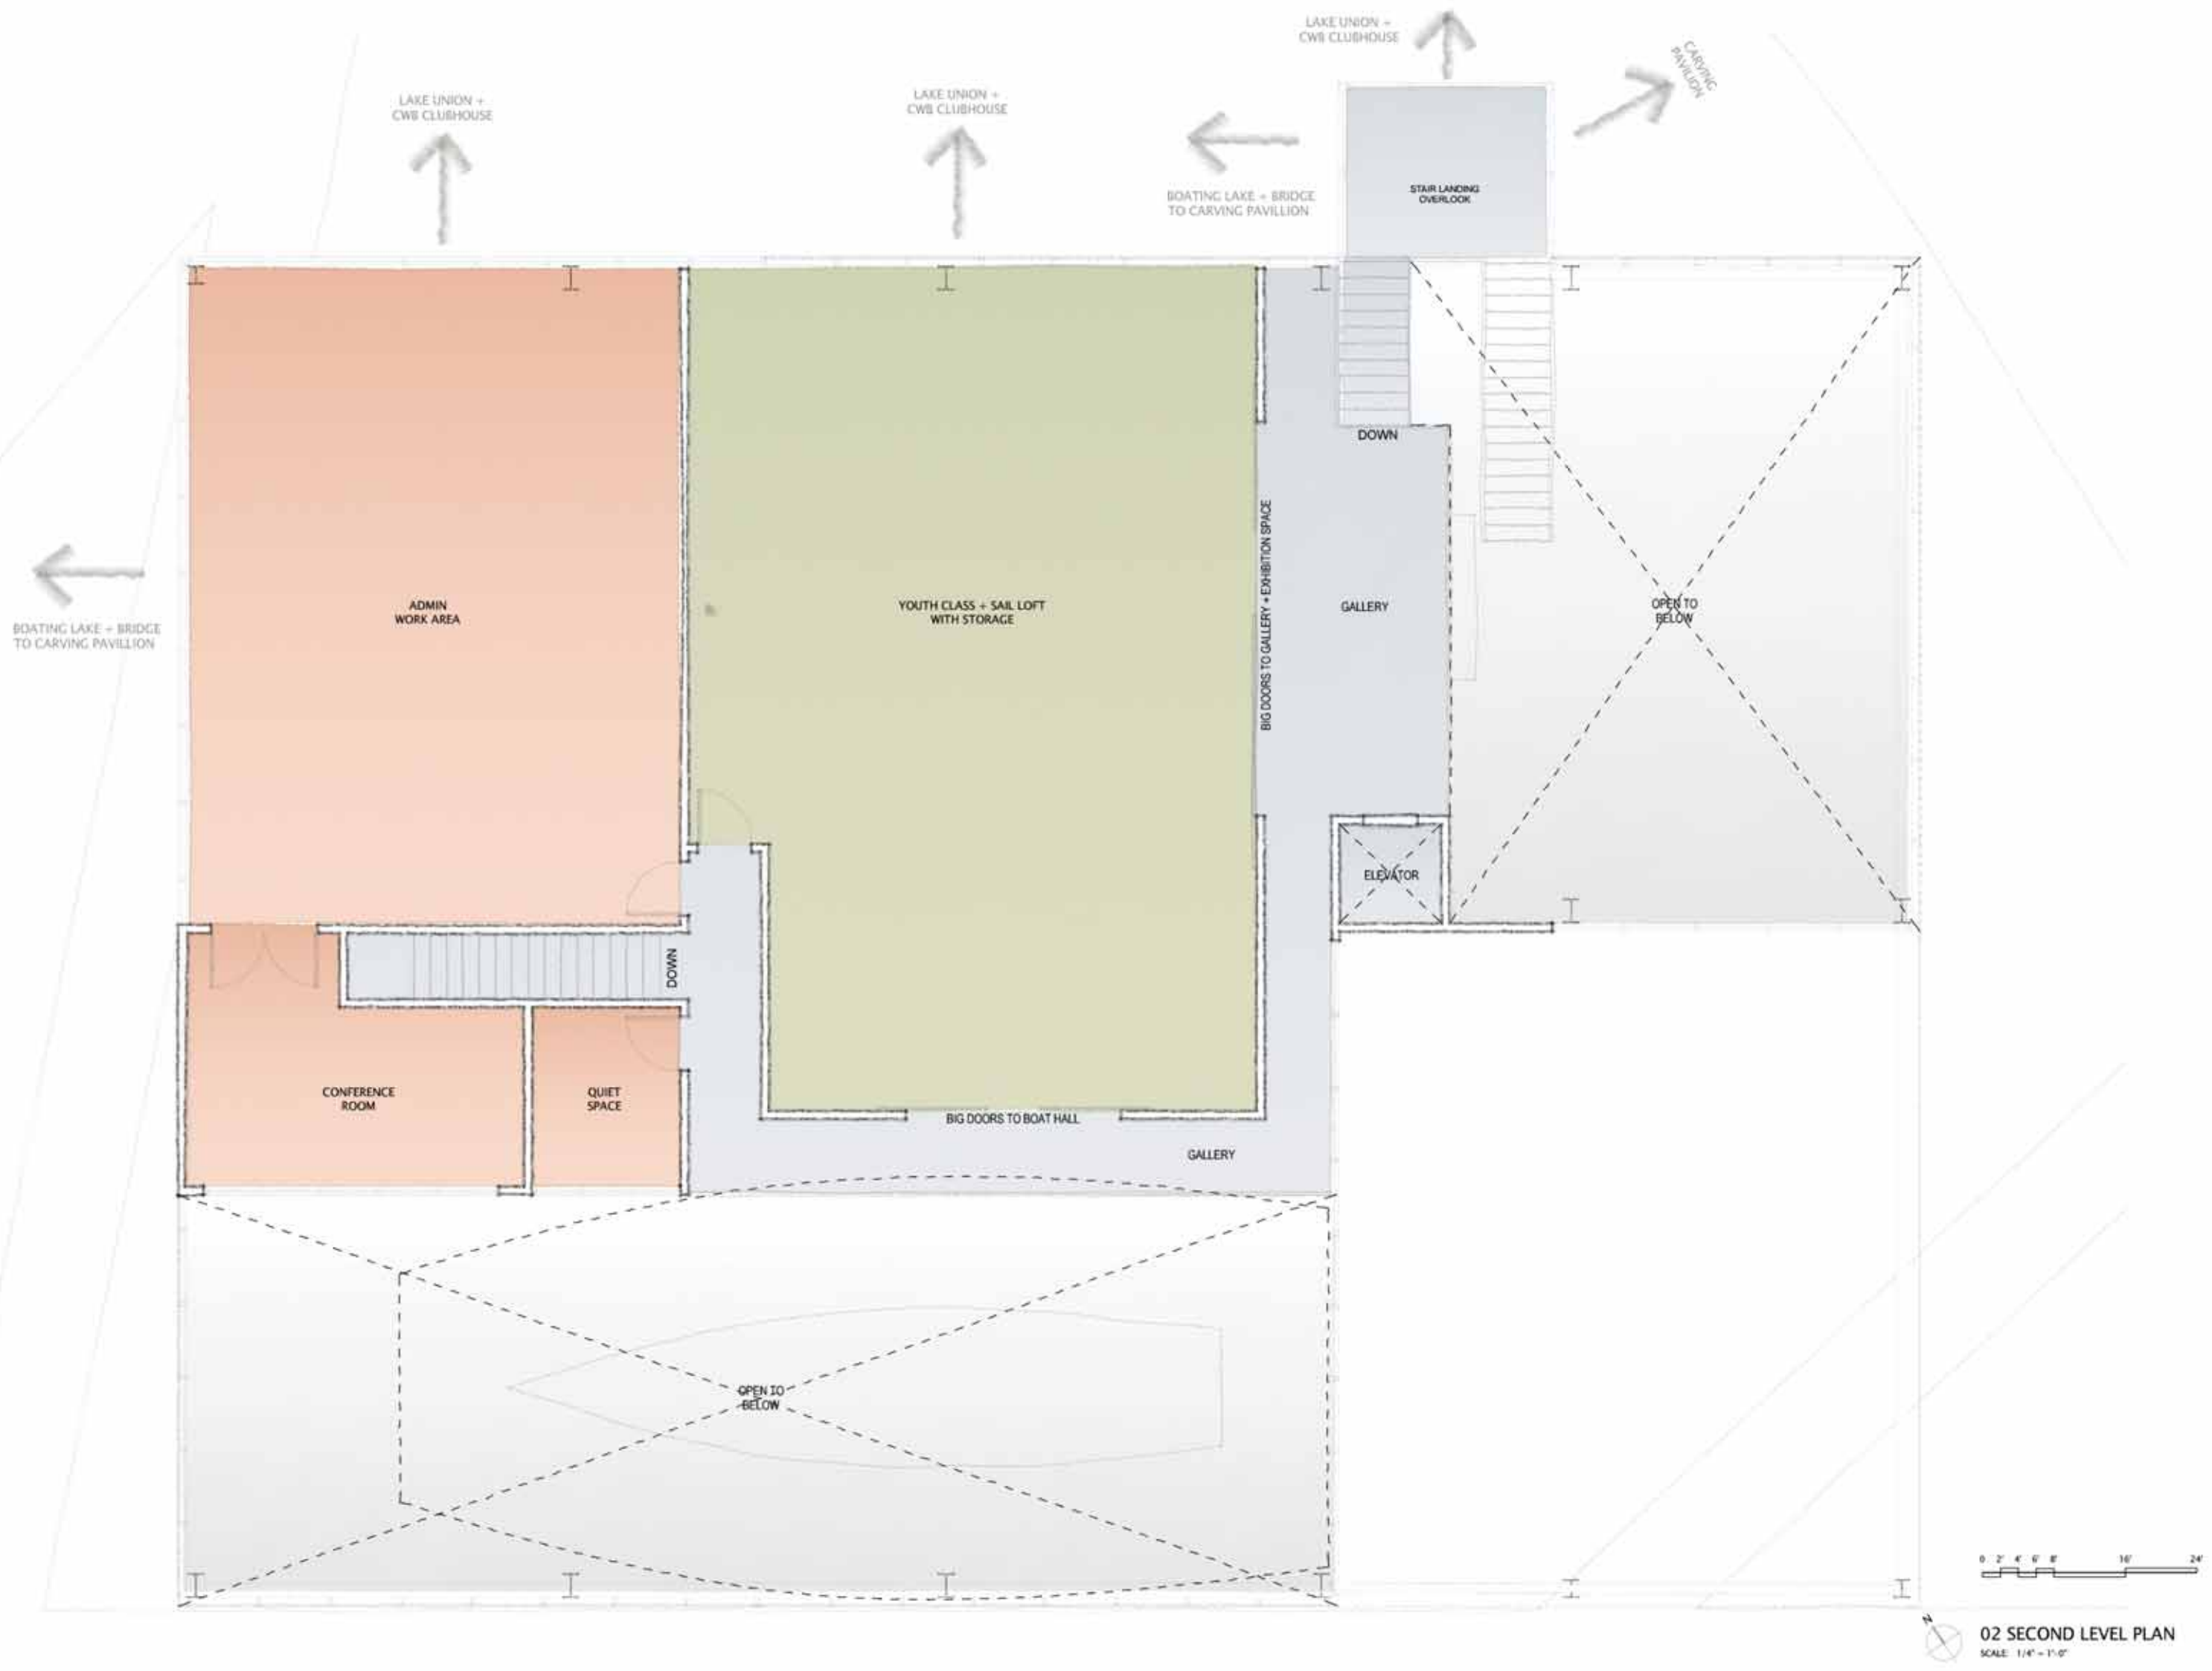 LAKE UNION +
CWB CLUBHOUSE
CARVING
PAVILION
LAKE UNION +
CWB CLUBHOUSE
LAKE UNION +
CWB CLUBHOUSE
BOATING LAKE + BRIDGE
TO CARVING PAVILLION
STAIR LANDING
OVERLOOK
DOWN
BOATING LAKE + BRIDGE
TO CARVING PAVILLION
ADMIN
WORK AREA
YOUTH CLASS + SAIL LOFT
WITH STORAGE
BIG DOORS TO GALLERY + EXHIBITION SPACE
GALLERY
OPEN TO
BELOW
ELEVATOR
DOWN
CONFERENCE
ROOM
QUIET
SPACE
BIG DOORS TO BOAT HALL
GALLERY
OPEN TO
BELOW
0 2' 4' 6' 8' 16' 24'
N
02 SECOND LEVEL PLAN
SCALE: 1/4" = 1'-0"